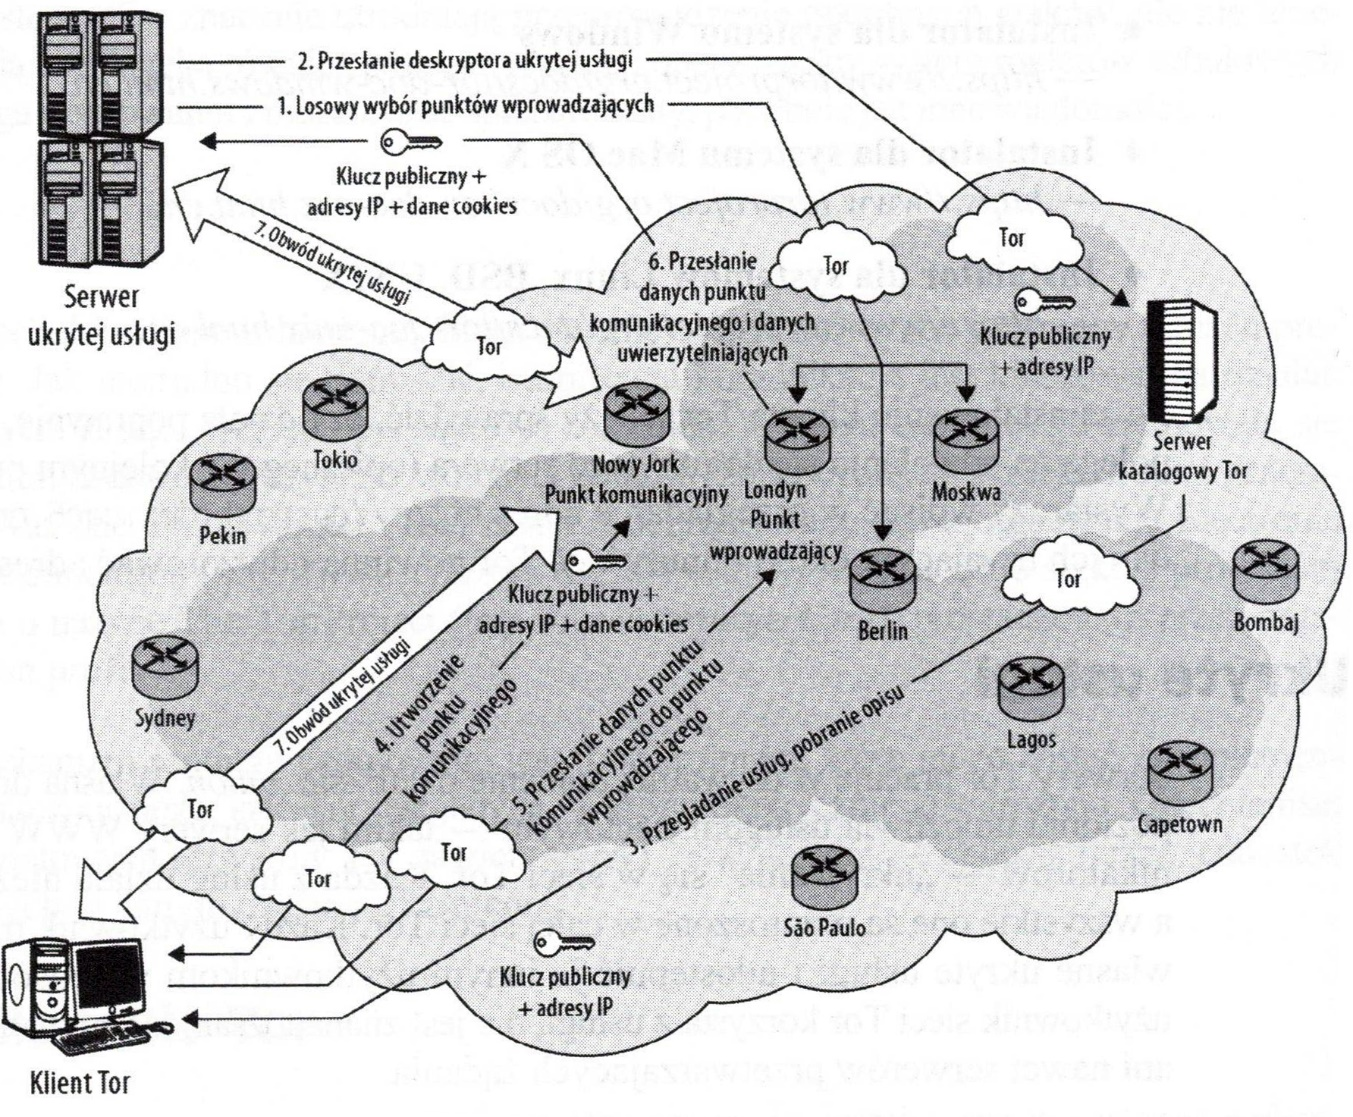 2. Przesłanie deskryptora ukrytej usługi
1. Losowy wybór punktów wprowadzających
Klucz publiczny +
adresy IP + dane cookies
7. Obwód ukrytej usługi
Serwer
ukrytej usługi
Tor
6. Przesłanie
danych punktu
komunikacyjnego i danych
uwierzytelniających
Tor
Tor
Klucz publiczny
+ adresy IP
Serwer
katalogowy Tor
Tokio
Pekin
Nowy Jork
Punkt komunikacyjny
Londyn
Punkt
wprowadzający
Moskwa
Klucz publiczny +
adresy IP + dane cookies
Berlin
Tor
Bombaj
Sydney
7. Obwód ukrytej usługi
4. Utworzenie
punktu
komunikacyjnego
5. Przesłanie danych punktu
komunikacyjnego do punktu
wprowadzającego
3. Przeglądanie usług, pobranie opisu
Lagos
Capetown
Tor
Tor
Tor
São Paulo
Klucz publiczny
+ adresy IP
Klient Tor